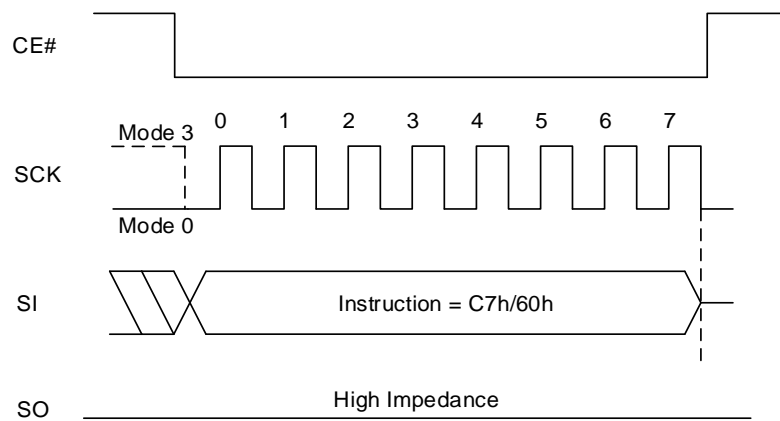 CE#
Mode 3
0 1 2 3 4 5 6 7
SCK
Mode 0
SI
Instruction = C7h/60h
SO
High Impedance